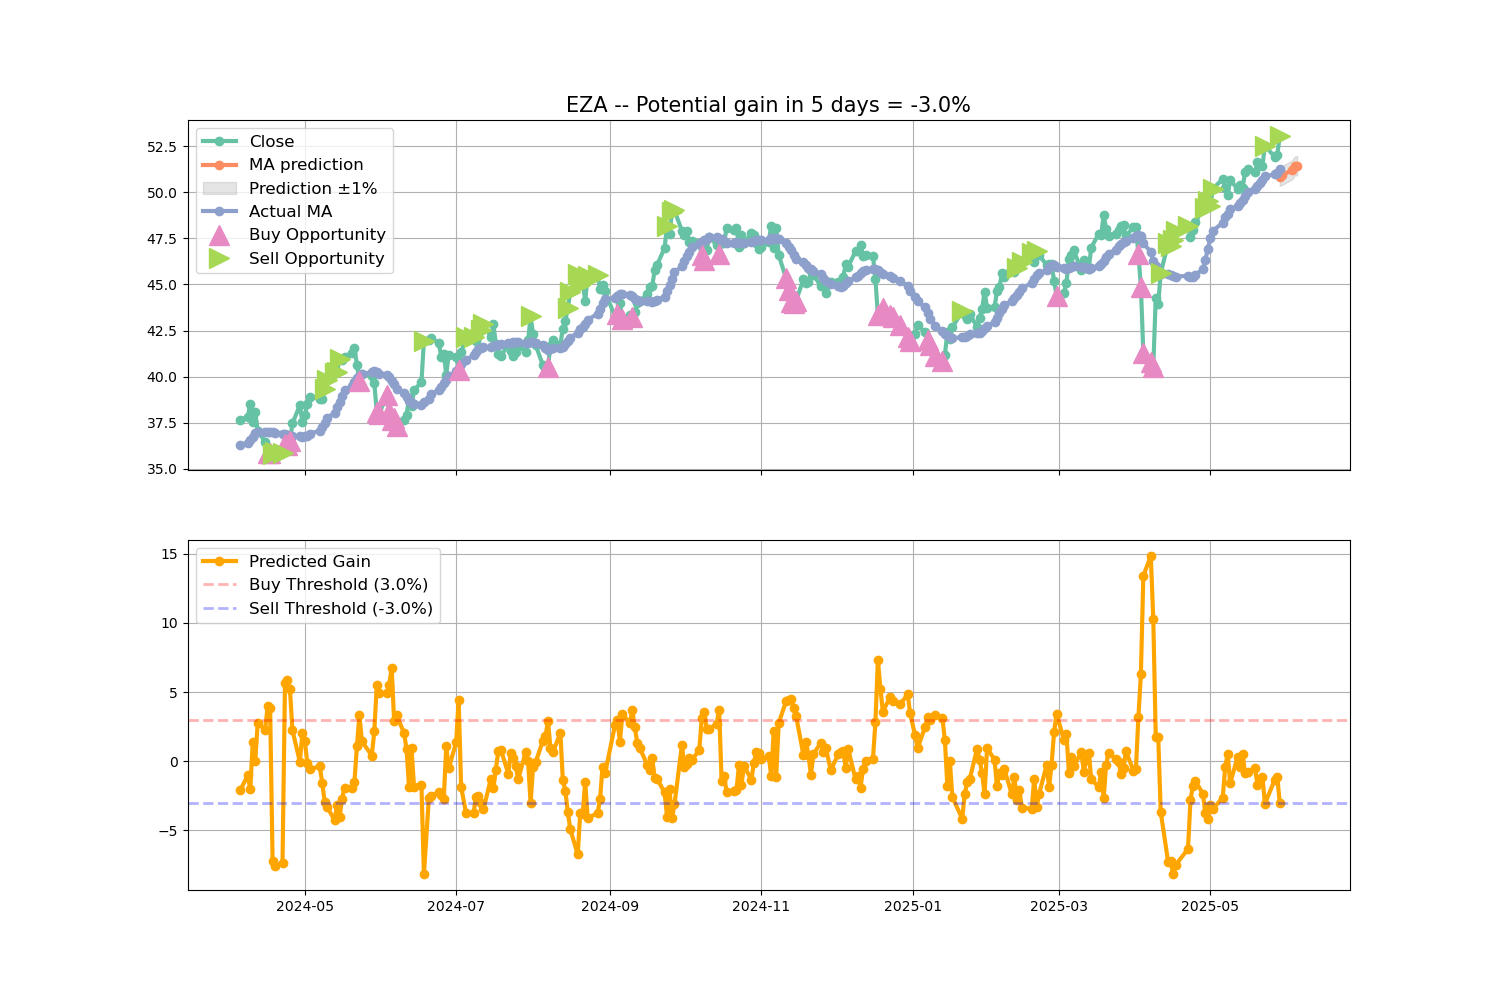 EZA -- Potential gain in 5 days = -3.0%
52.5
50.0
47.5
45.0
42.5
40.0
37.5
35.0
Close
MA prediction
Prediction ±1%
Actual MA
Buy Opportunity
Sell Opportunity
15
10
5
0
−5
Predicted Gain
Buy Threshold (3.0%)
Sell Threshold (-3.0%)
2024-05 2024-07 2024-09 2024-11 2025-01 2025-03 2025-05